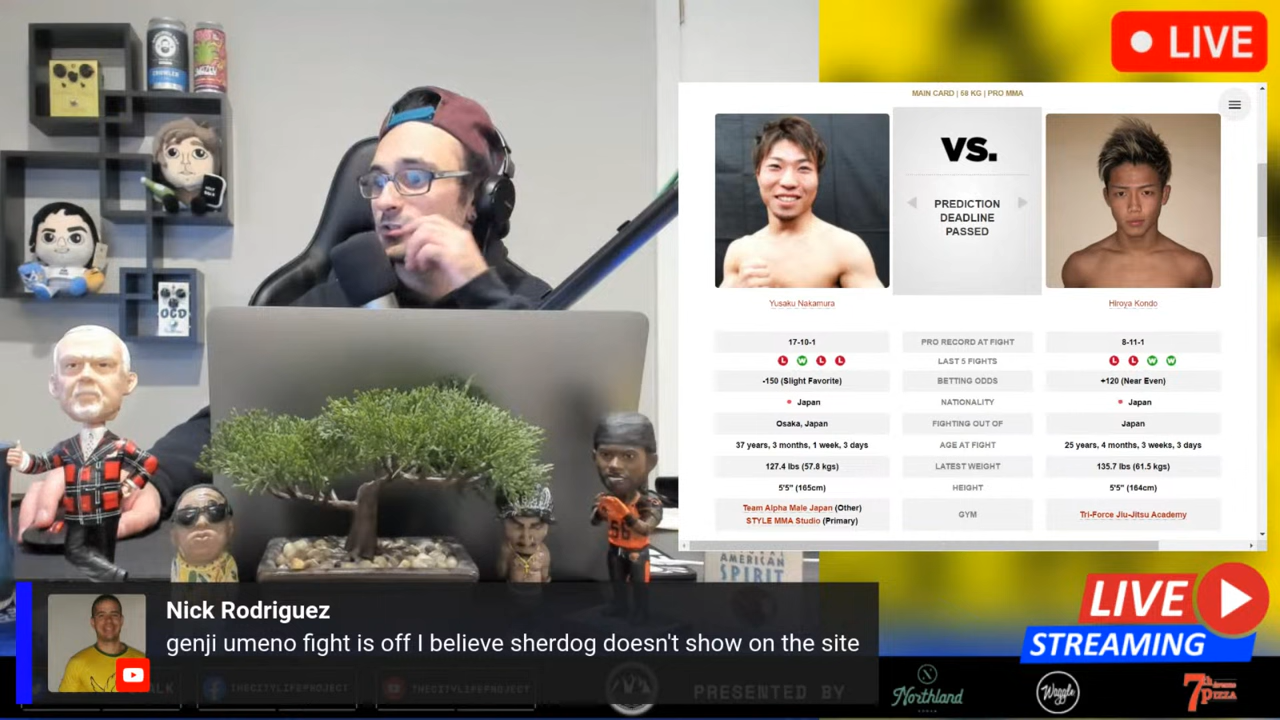 LIVE
MAIN CARD | 58 KG | PRO MMA
VS.
PREDICTION
DEADLINE
PASSED
Yusaku Nakamura
Hiroya Kondo
17-10-1 PRO RECORD AT FIGHT 8-11-1
L W L L LAST 5 FIGHTS L L W W
-150 (Slight Favorite) BETTING ODDS +120 (Near Even)
Japan NATIONALITY Japan
Osaka, Japan FIGHTING OUT OF Japan
37 years, 3 months, 1 week, 3 days AGE AT FIGHT 25 years, 4 months, 3 weeks, 3 days
127.4 lbs (57.8 kgs) LATEST WEIGHT 135.7 lbs (61.5 kgs)
5'5" (165cm) HEIGHT 5'5" (164cm)
Team Alpha Male Japan (Other)
STYLE MMA Studio (Primary)
GYM
Tri-Force Jiu-Jitsu Academy
OCD
56
AMERICAN
SPIRIT
Nick Rodriguez
genji umeno fight is off I believe sherdog doesn't show on the site
LIVE
STREAMING
THECITYLIFEPROJECT
THECITYLIFEPROJECT
PRESENTED BY
Northland
Waggle
7th
PIZZA